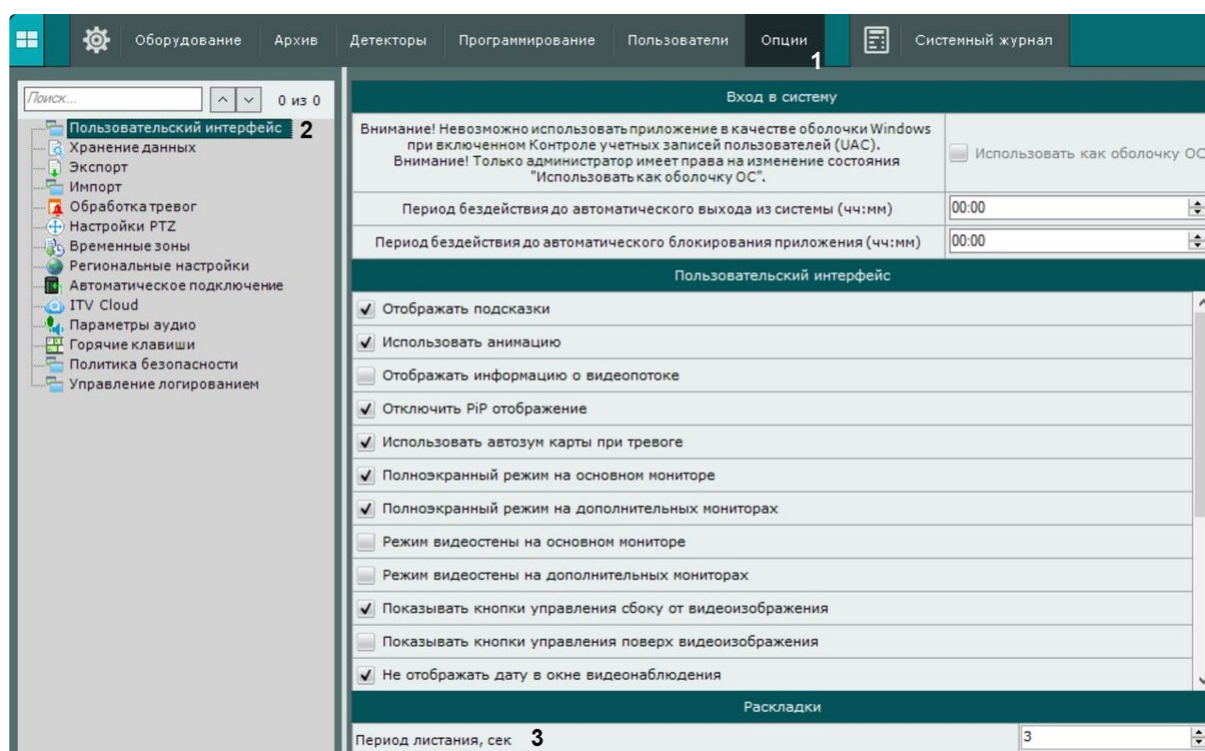 Оборудование Архив Детекторы Программирование Пользователи Опции Системный журнал
1
Поиск... 0 из 0
Пользовательский интерфейс 2
Хранение данных
Экспорт
Импорт
Обработка тревог
Настройки PTZ
Временные зоны
Региональные настройки
Автоматическое подключение
ITV Cloud
Параметры аудио
Горячие клавиши
Политика безопасности
Управление логированием
Вход в систему
Внимание! Невозможно использовать приложение в качестве оболочки Windows
при включенном Контроле учетных записей пользователей (UAC).
Внимание! Только администратор имеет права на изменение состояния
"Использовать как оболочку ОС".
Использовать как оболочку ОС
Период бездействия до автоматического выхода из системы (чч:мм) 00:00
Период бездействия до автоматического блокирования приложения (чч:мм) 00:00
Пользовательский интерфейс
Отображать подсказки
Использовать анимацию
Отображать информацию о видеопотоке
Отключить PiP отображение
Использовать автозум карты при тревоге
Полноэкранный режим на основном мониторе
Полноэкранный режим на дополнительных мониторах
Режим видеостены на основном мониторе
Режим видеостены на дополнительных мониторах
Показывать кнопки управления сбоку от видеоизображения
Показывать кнопки управления поверх видеоизображения
Не отображать дату в окне видеонаблюдения
Раскладки
Период листания, сек 3 3